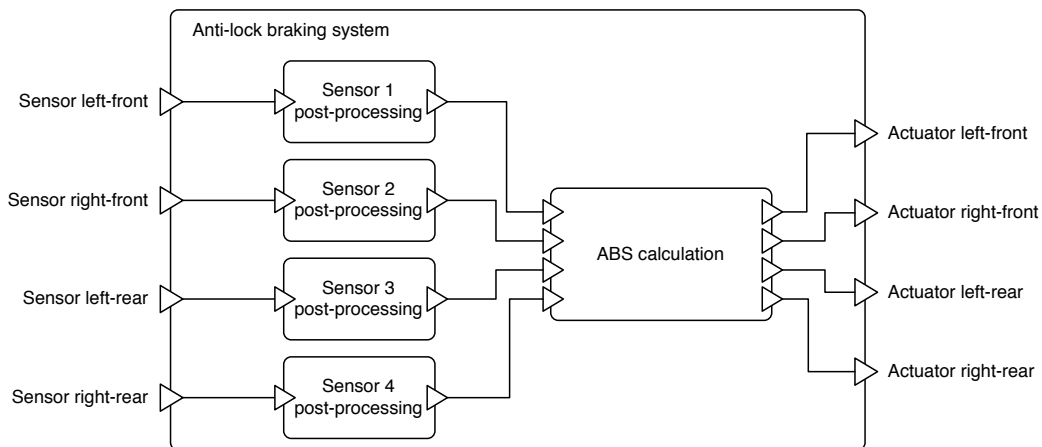 Anti-lock braking system
Sensor left-front
Sensor 1
post-processing
Actuator left-front
Sensor right-front
Sensor 2
post-processing
Actuator right-front
ABS calculation
Sensor left-rear
Sensor 3
post-processing
Actuator left-rear
Sensor right-rear
Sensor 4
post-processing
Actuator right-rear